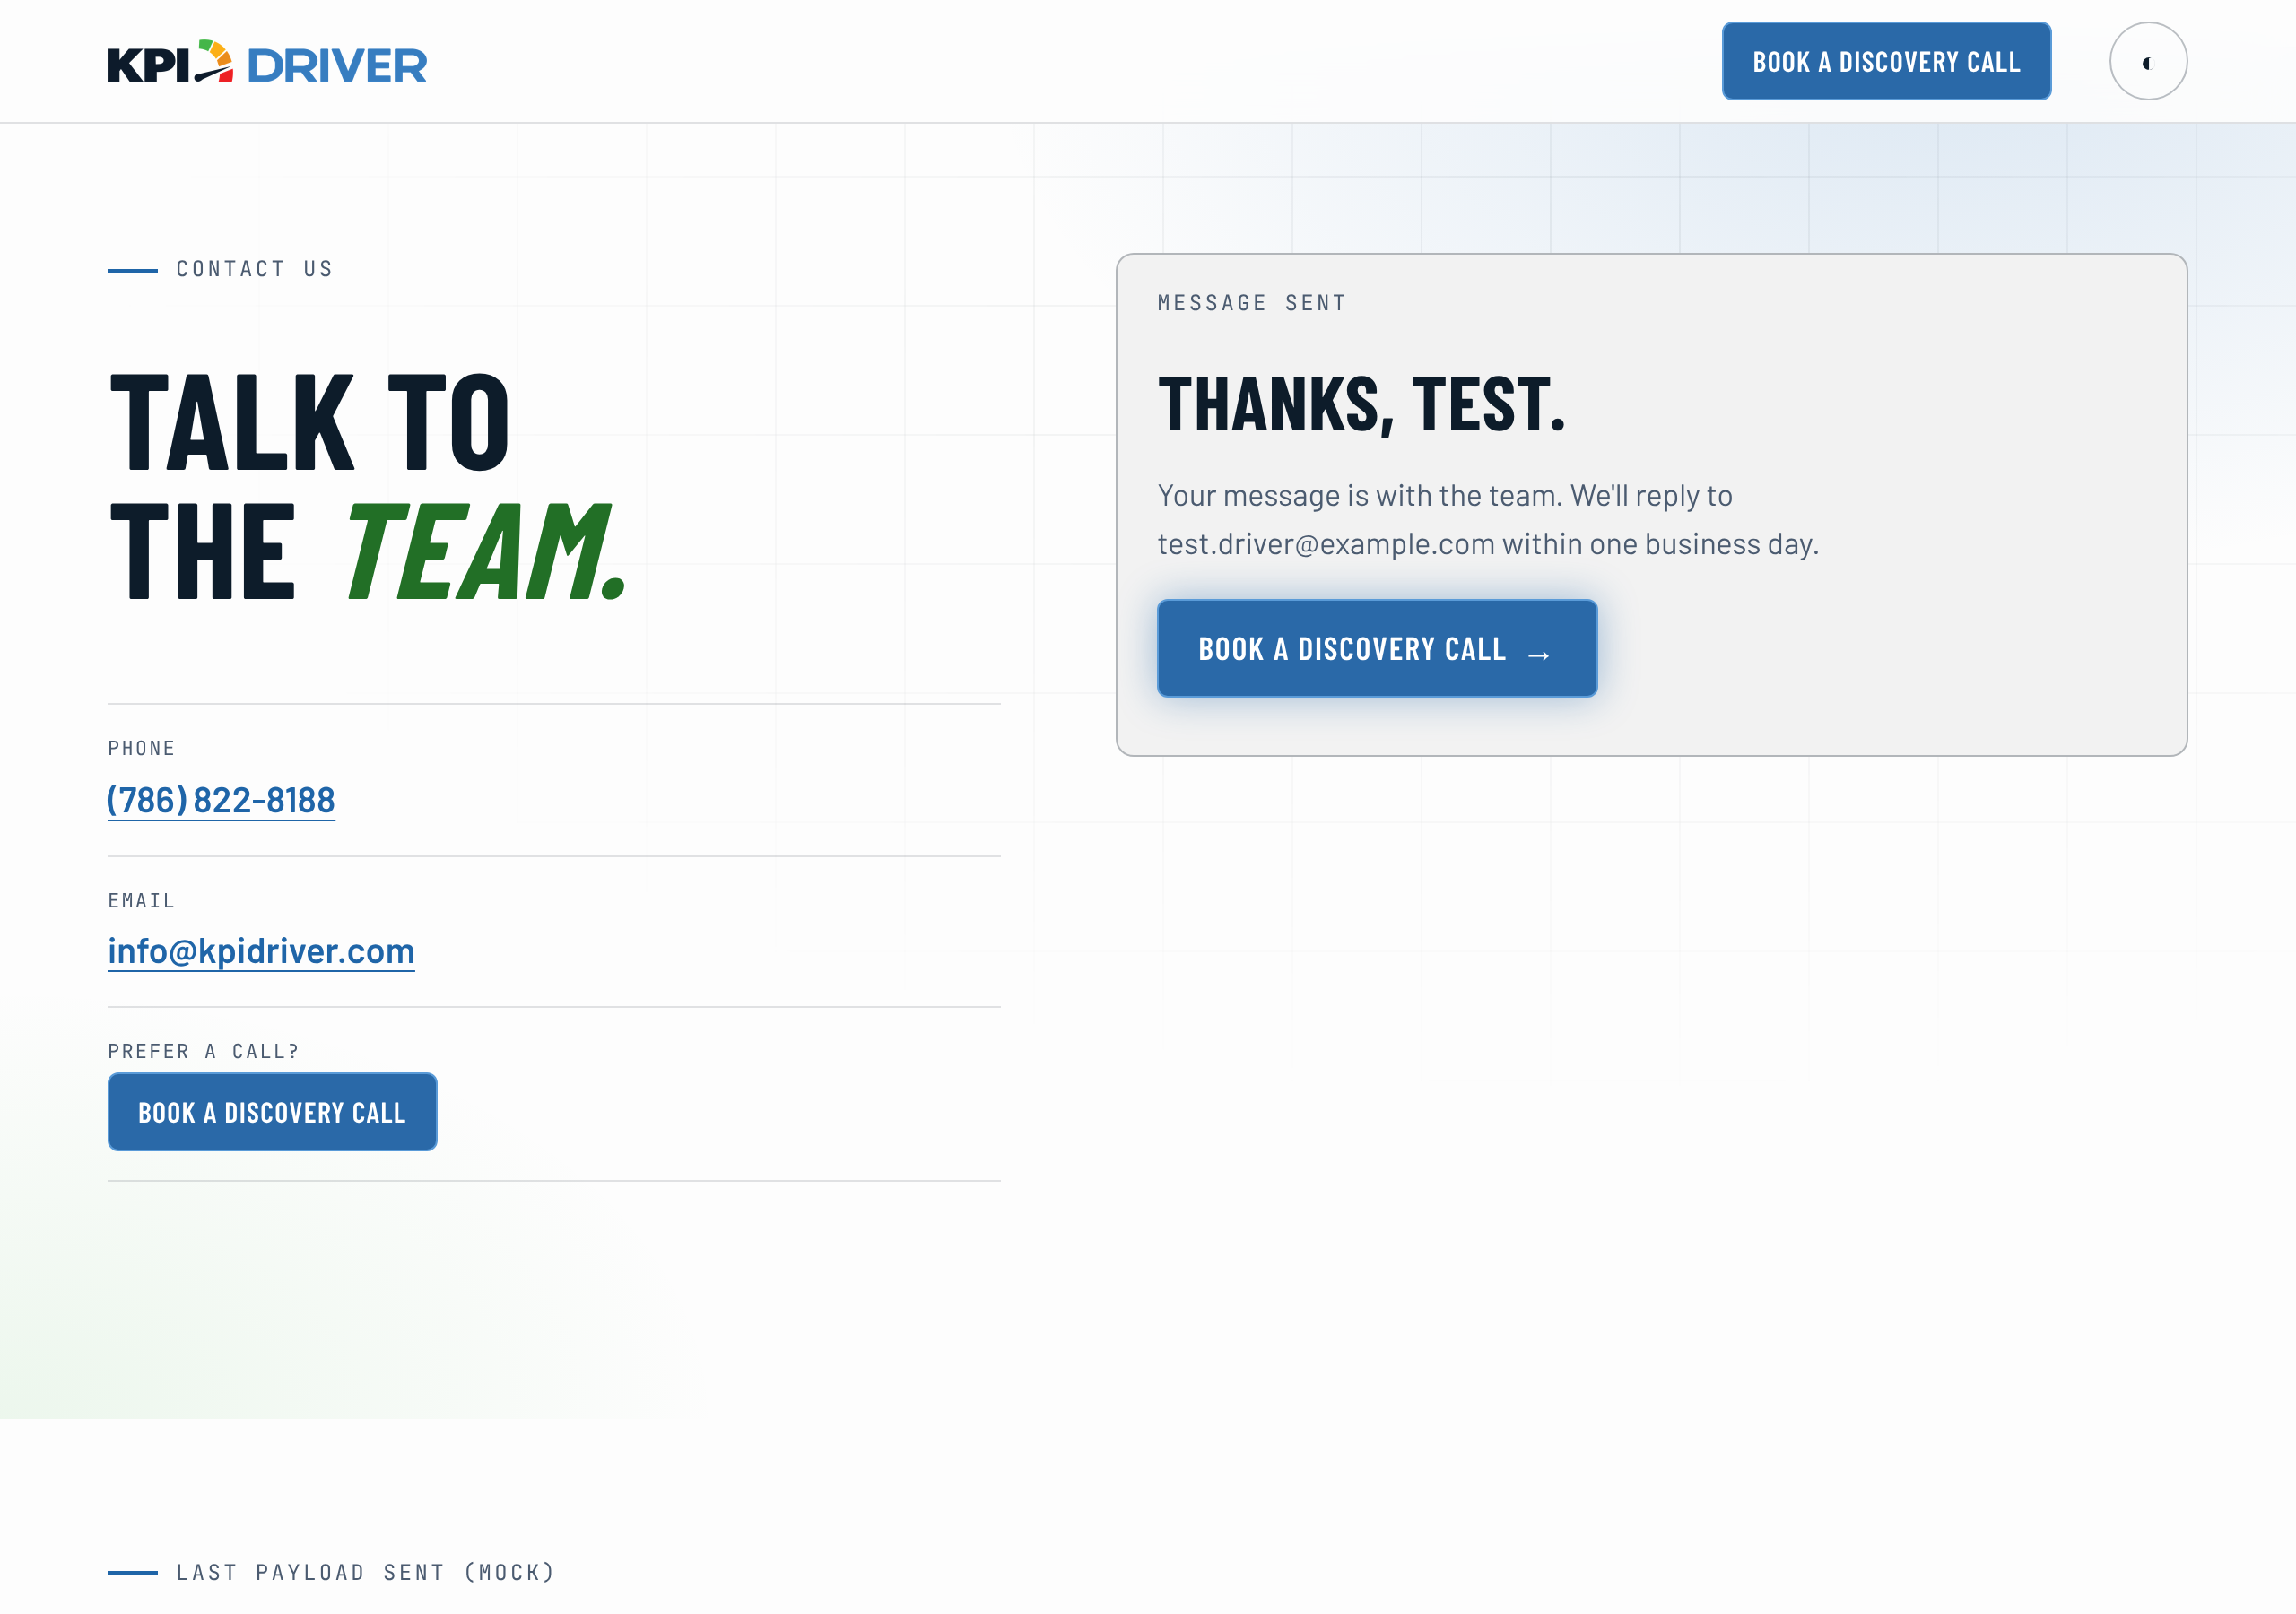 KPI DRIVER
BOOK A DISCOVERY CALL
CONTACT US
TALK TO
THE TEAM.
PHONE
(786) 822-8188
EMAIL
info@kpidriver.com
PREFER A CALL?
BOOK A DISCOVERY CALL
MESSAGE SENT
THANKS, TEST.
Your message is with the team. We'll reply to
test.driver@example.com within one business day.
BOOK A DISCOVERY CALL →
LAST PAYLOAD SENT (MOCK)